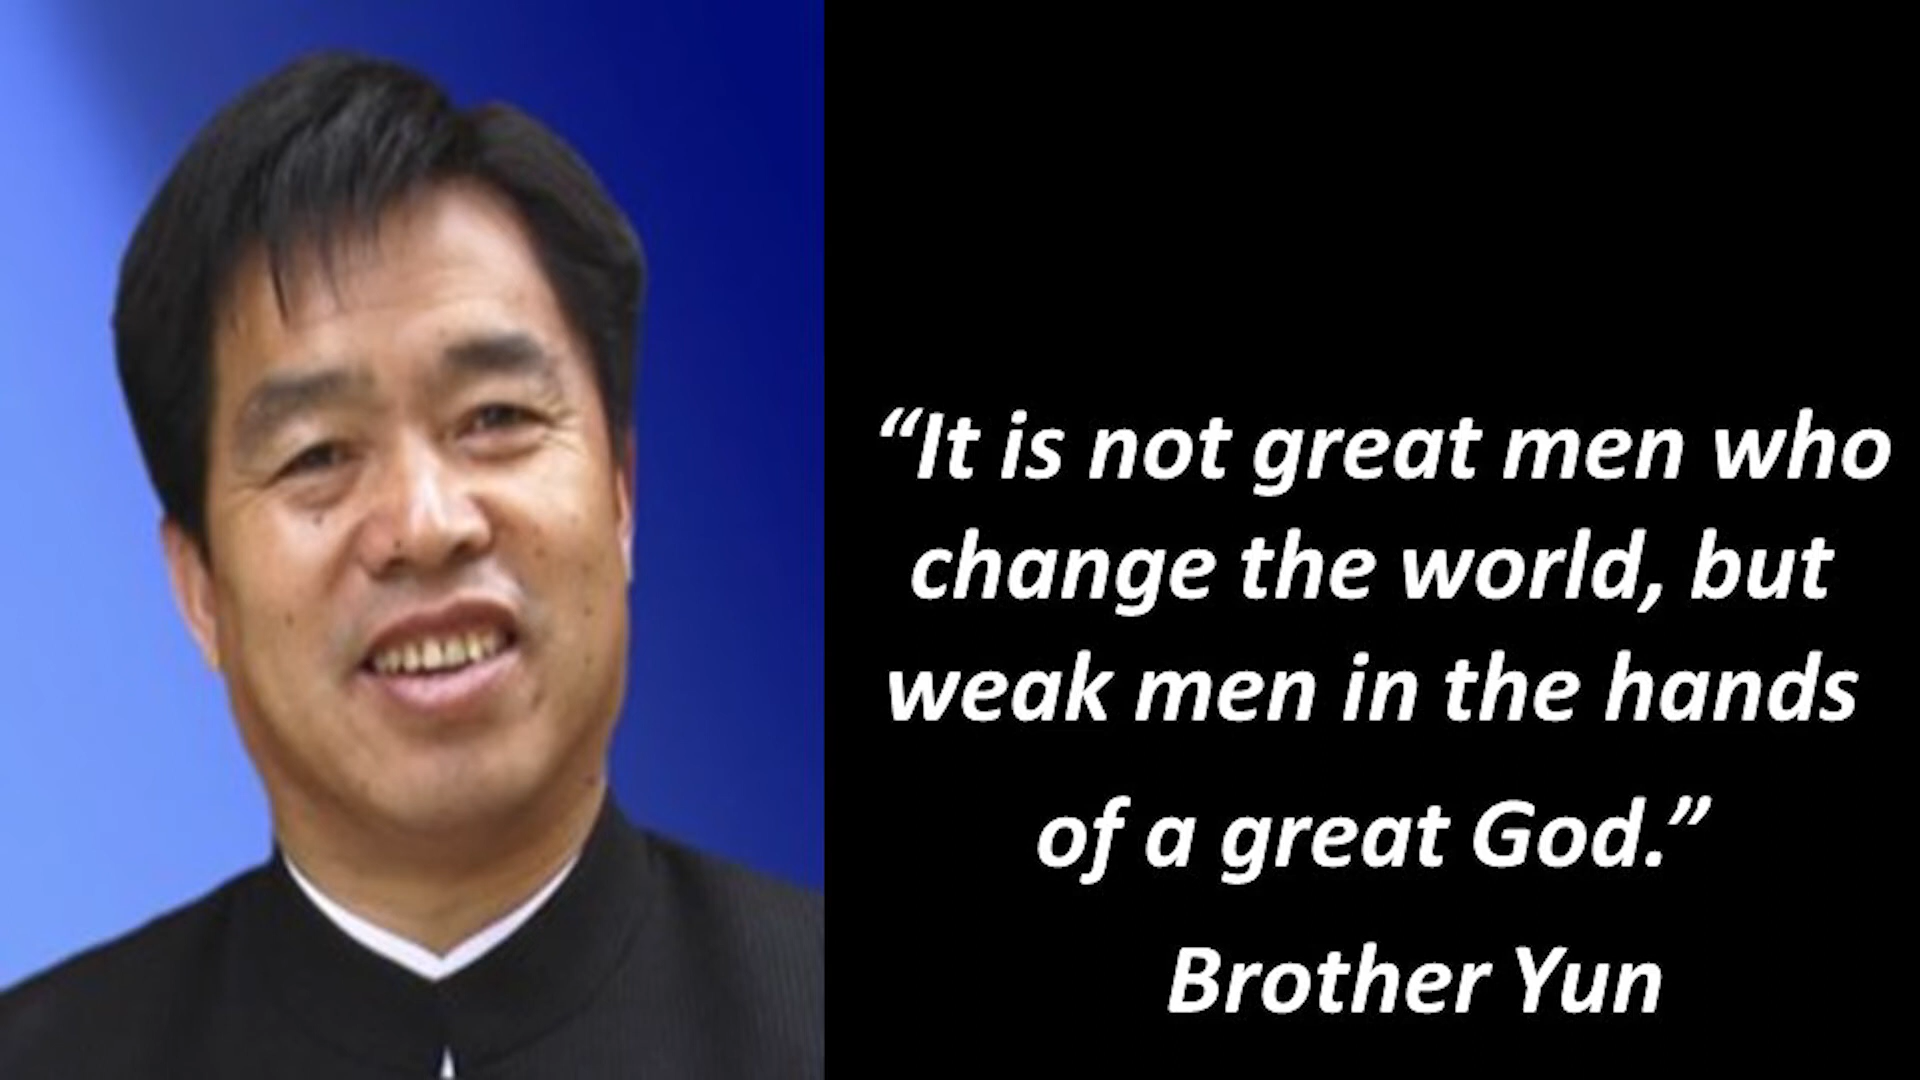 “It is not great men who
change the world, but
weak men in the hands
of a great God.”
Brother Yun